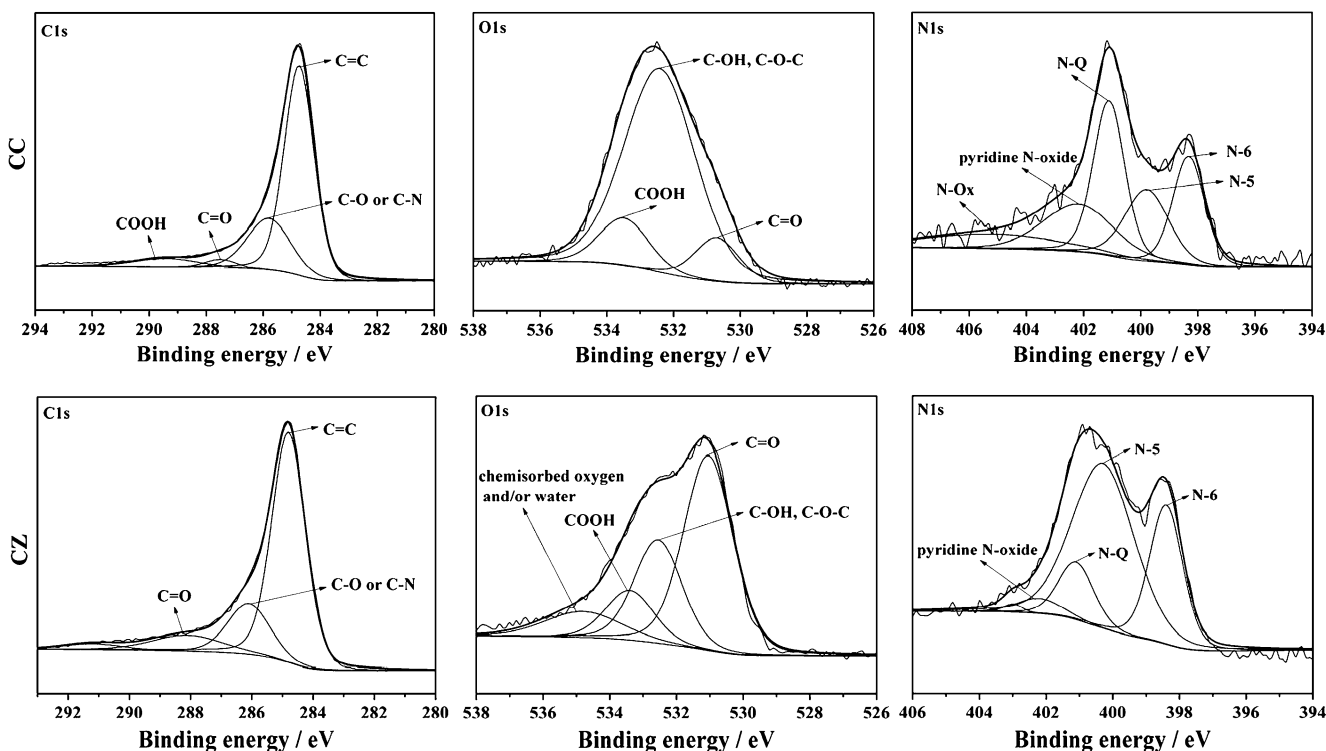 C1s
C=C
C-O or C-N
C=O
COOH
CC
294 292 290 288 286 284 282 280
Binding energy / eV
O1s
C-OH, C-O-C
COOH
C=O
538 536 534 532 530 528 526
Binding energy / eV
N1s
N-Q
pyridine N-oxide
N-Ox
N-6
N-5
408 406 404 402 400 398 396 394
Binding energy / eV
C1s
C=C
C-O or C-N
C=O
CZ
292 290 288 286 284 282 280
Binding energy / eV
O1s
C=O
chemisorbed oxygen
and/or water
COOH
C-OH, C-O-C
538 536 534 532 530 528 526
Binding energy / eV
N1s
N-5
N-6
pyridine N-oxide
N-Q
406 404 402 400 398 396 394
Binding energy / eV